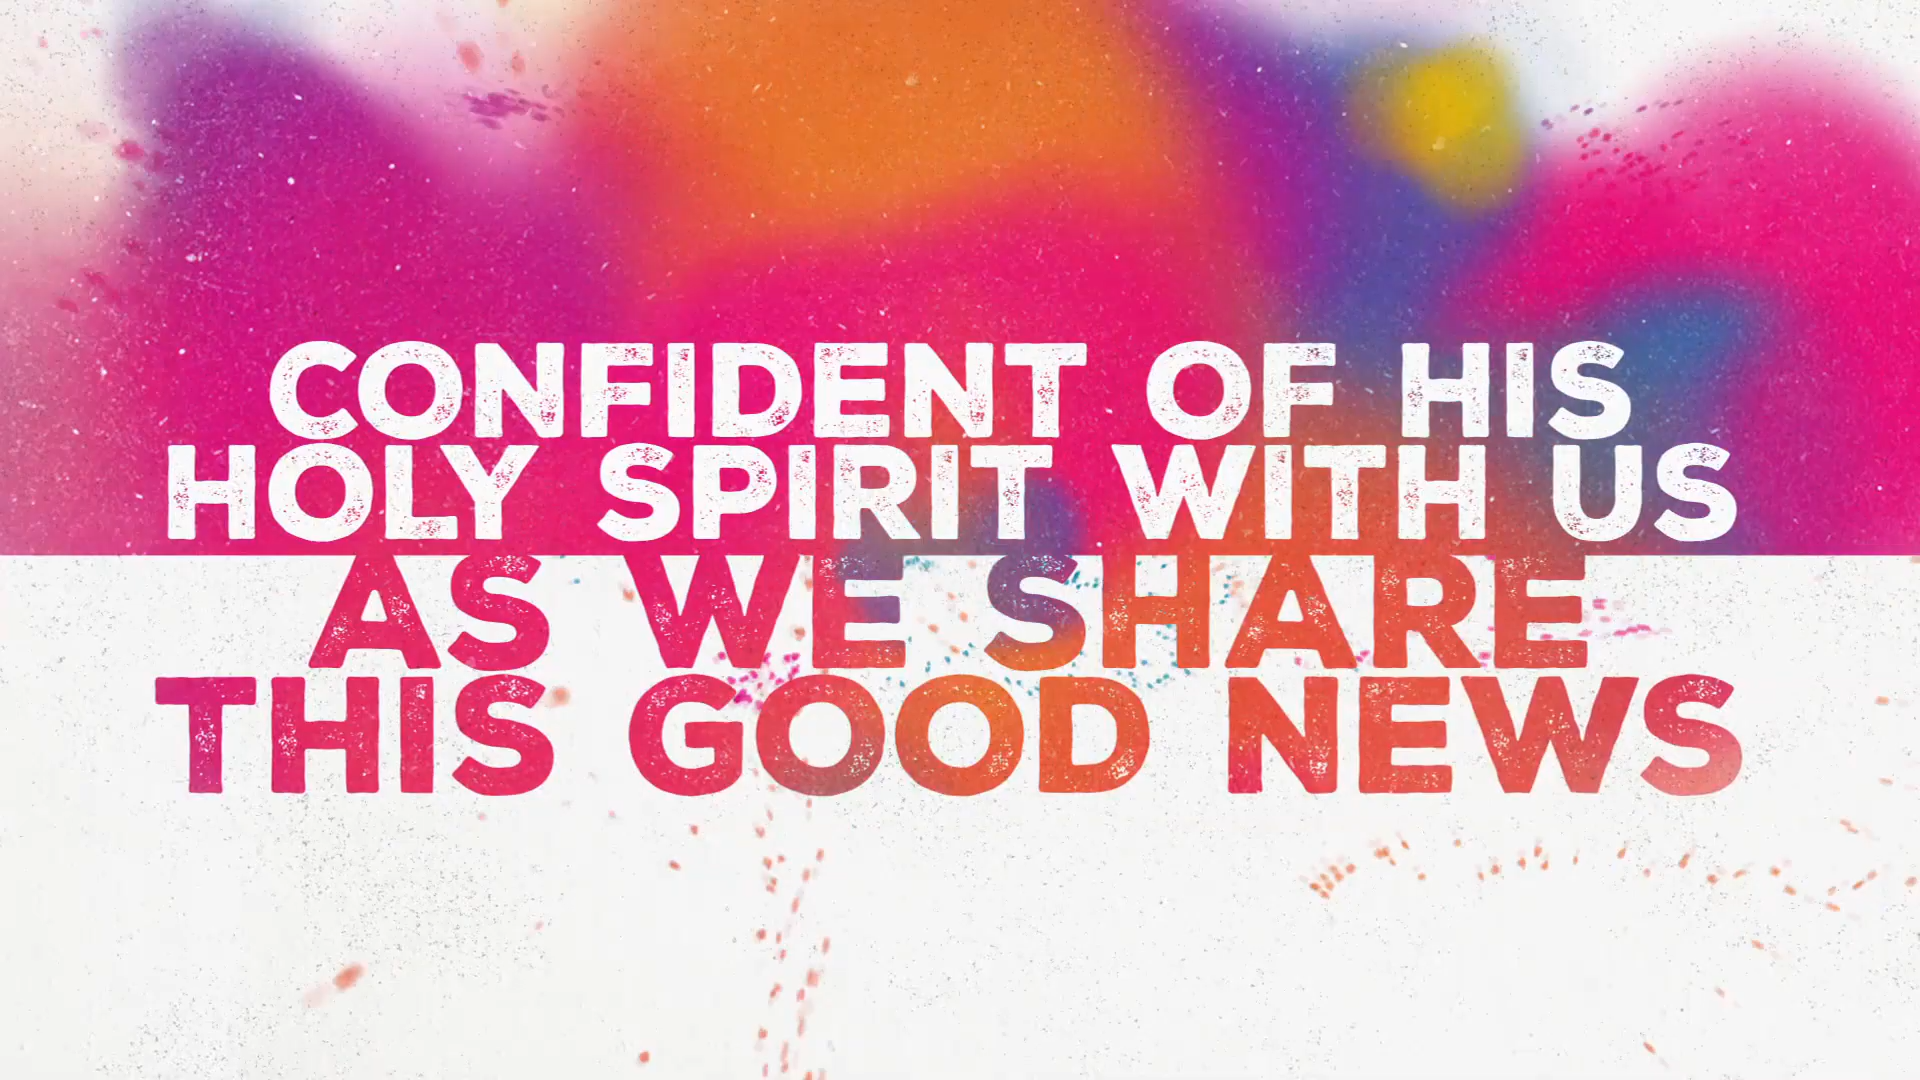 CONFIDENT OF HIS
HOLY SPIRIT WITH US
AS WE SHARE
THIS GOOD NEWS